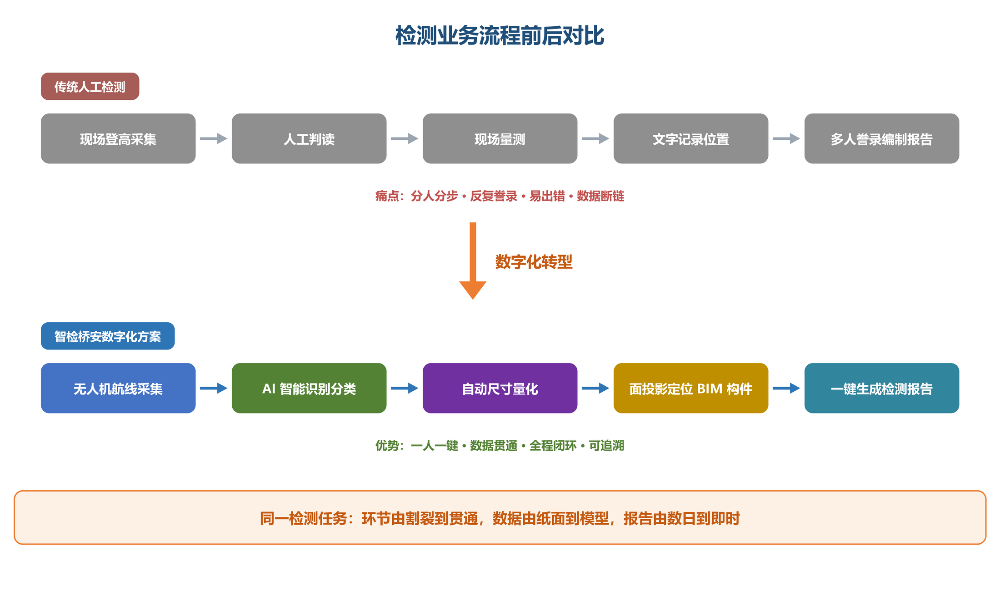 检测业务流程前后对比
传统人工检测
现场登高采集
人工判读
现场量测
文字记录位置
多人誊录编制报告
痛点：分人分步·反复誊录·易出错·数据断链
数字化转型
智检桥安数字化方案
无人机航线采集
AI 智能识别分类
自动尺寸量化
面投影定位 BIM 构件
一键生成检测报告
优势：一人一键·数据贯通·全程闭环·可追溯
同一检测任务：环节由割裂到贯通，数据由纸面到模型，报告由数日到即时